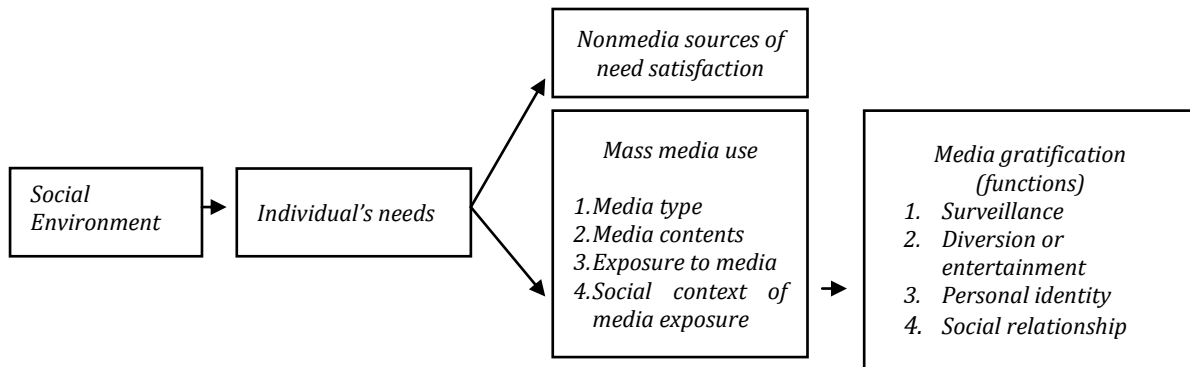 Nonmedia sources of
need satisfaction
Social
Environment
Individual’s needs
Mass media use
1.Media type
2.Media contents
3.Exposure to media
4.Social context of
media exposure
Media gratification
(functions)
1. Surveillance
2. Diversion or
entertainment
3. Personal identity
4. Social relationship